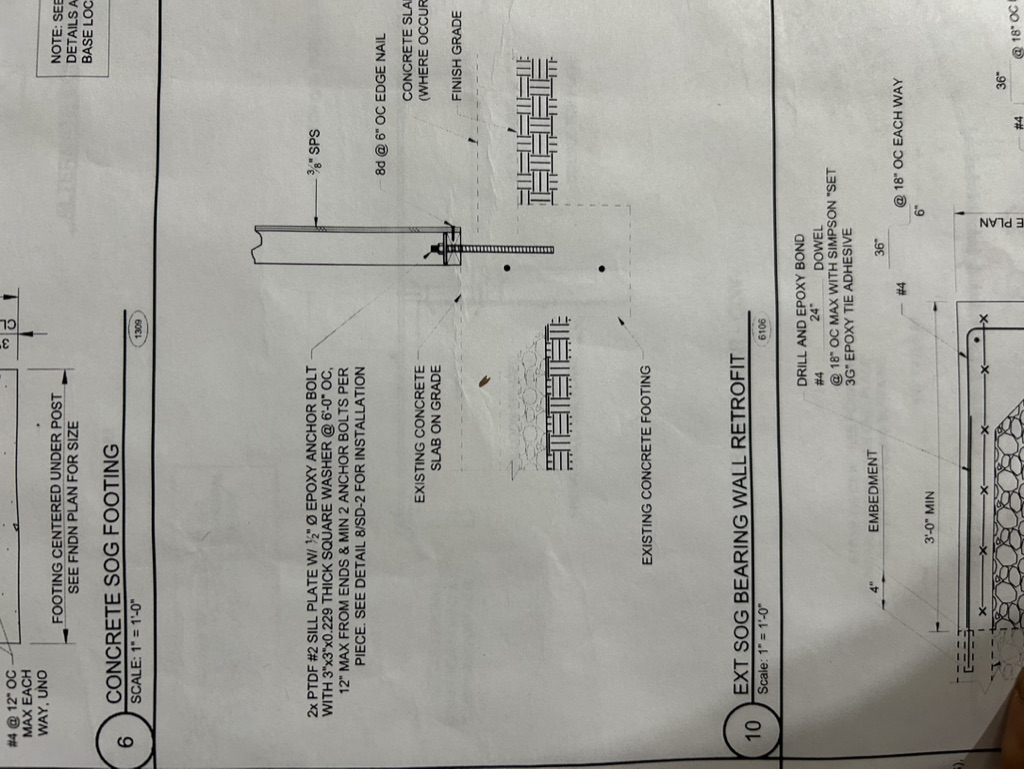 NOTE: SEE
DETAILS A
BASE LOC
#4 @ 12" OC
MAX EACH
WAY, UNO
FOOTING CENTERED UNDER POST
SEE FNDN PLAN FOR SIZE
3"
6
CONCRETE SOG FOOTING
SCALE: 1" = 1'-0"
1309
2x PTDF #2 SILL PLATE W/ ½" Ø EPOXY ANCHOR BOLT
WITH 3"x3"x0.229 THICK SQUARE WASHER @ 6'-0" OC,
12" MAX FROM ENDS & MIN 2 ANCHOR BOLTS PER
PIECE. SEE DETAIL 8/SD-2 FOR INSTALLATION
⅜" SPS
8d @ 6" OC EDGE NAIL
CONCRETE SLA
(WHERE OCCUR
FINISH GRADE
EXISTING CONCRETE
SLAB ON GRADE
EXISTING CONCRETE FOOTING
10
EXT SOG BEARING WALL RETROFIT
Scale: 1" = 1'-0"
6106
DRILL AND EPOXY BOND
#4 24" DOWEL
@ 18" OC MAX WITH SIMPSON "SET
3G" EPOXY TIE ADHESIVE
4" EMBEDMENT
36"
#4 @ 18" OC EACH WAY
6"
3'-0" MIN
E PLAN
36"
#4 @ 18" OC